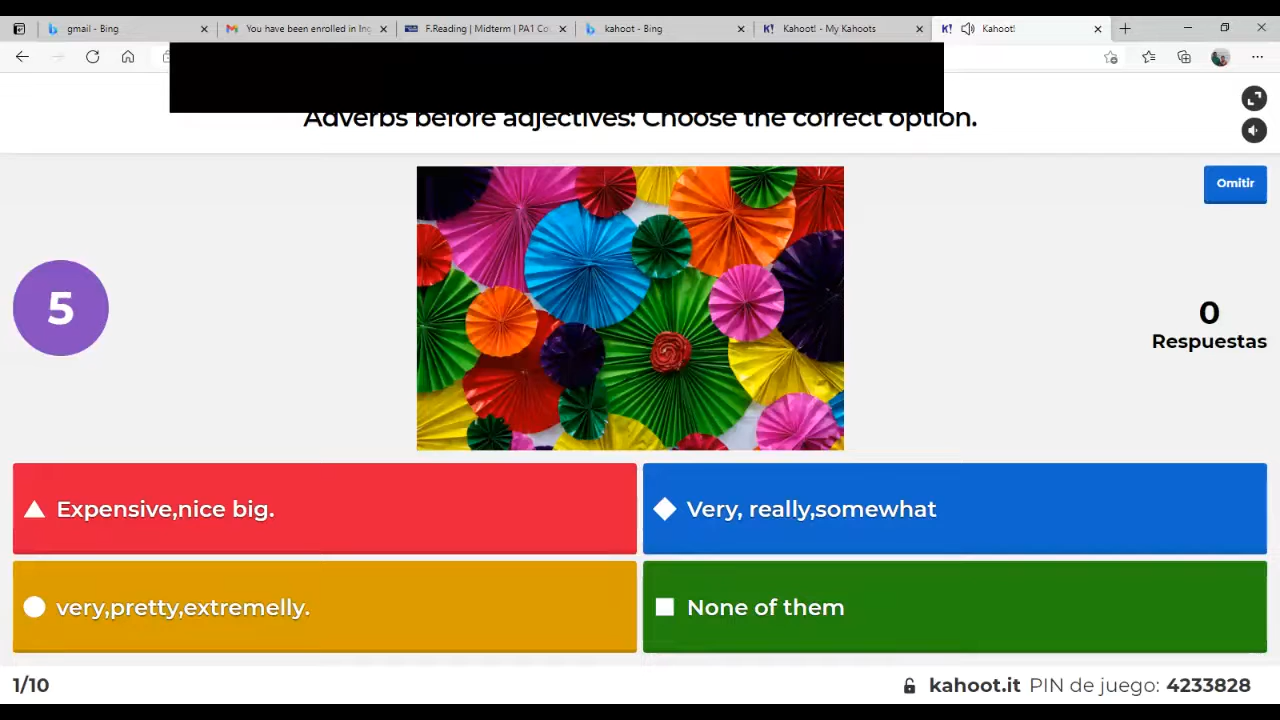 gmail - Bing
You have been enrolled in Ing
F.Reading | Midterm | PA1 Co
kahoot - Bing
K! Kahoot! - My Kahoots
K! Kahoot!
Adverbs before adjectives: Choose the correct option.
Omitir
5
0
Respuestas
Expensive,nice big.
Very, really,somewhat
very,pretty,extremelly.
None of them
1/10
kahoot.it PIN de juego: 4233828